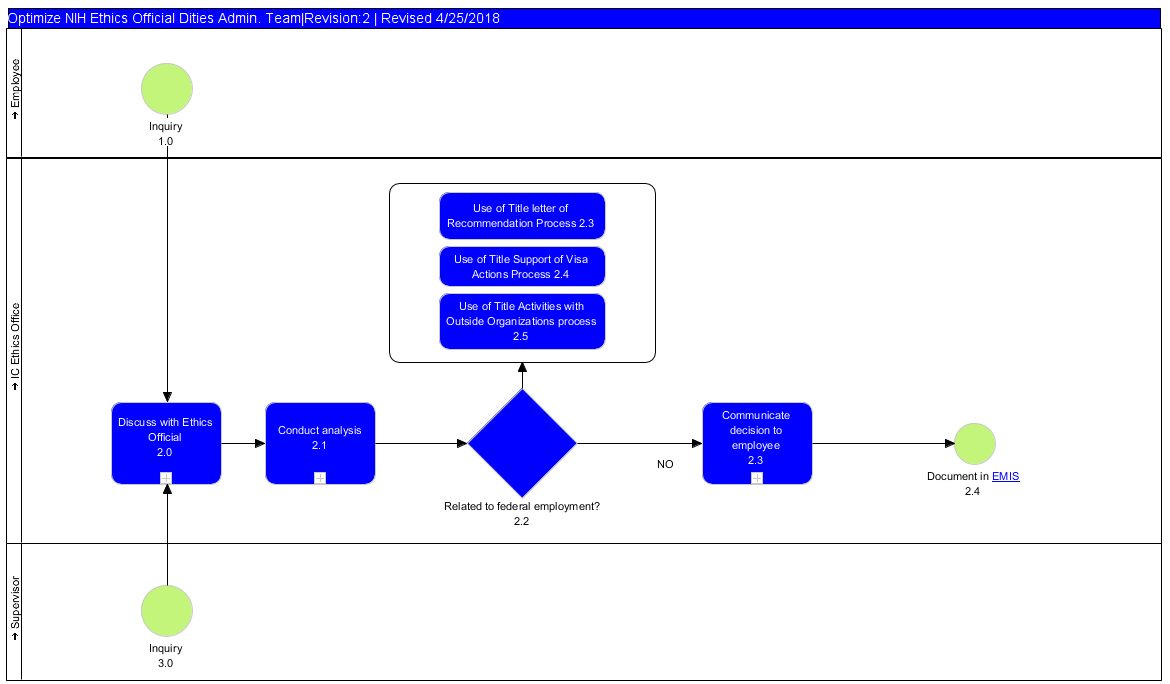 Optimize NIH Ethics Official Dities Admin. Team|Revision:2 | Revised 4/25/2018
→ Employee
Inquiry
1.0
→ IC Ethics Office
Use of Title letter of
Recommendation Process 2.3
Use of Title Support of Visa
Actions Process 2.4
Use of Title Activities with
Outside Organizations process
2.5
Discuss with Ethics
Official
2.0
Conduct analysis
2.1
Related to federal employment?
2.2
NO
Communicate
decision to
employee
2.3
Document in EMIS
2.4
→ Supervisor
Inquiry
3.0